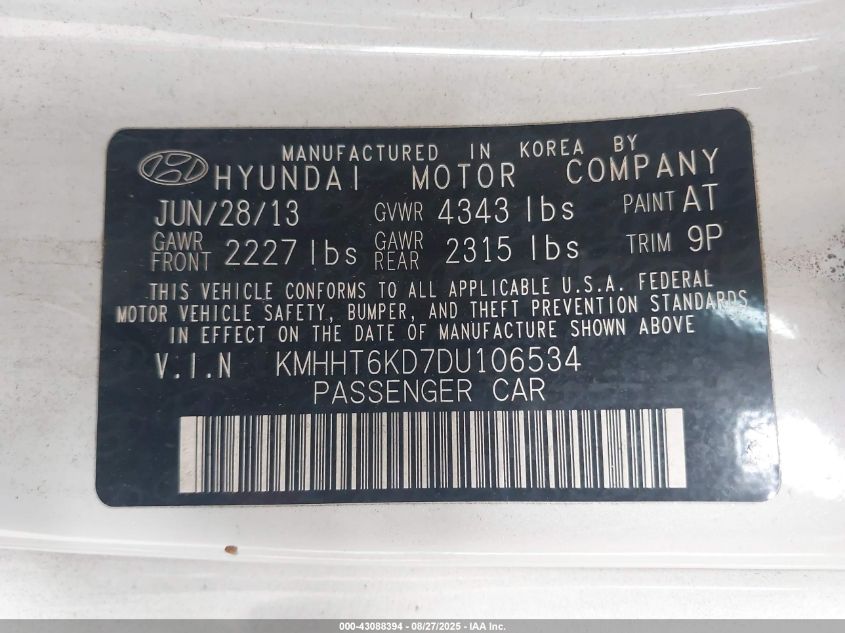 MANUFACTURED IN KOREA BY
HYUNDAI MOTOR COMPANY
JUN/28/13 GVWR 4343 lbs PAINT AT
GAWR FRONT 2227 lbs GAWR REAR 2315 lbs TRIM 9P
THIS VEHICLE CONFORMS TO ALL APPLICABLE U.S.A. FEDERAL
MOTOR VEHICLE SAFETY, BUMPER, AND THEFT PREVENTION STANDARDS
IN EFFECT ON THE DATE OF MANUFACTURE SHOWN ABOVE
V.I.N KMHHT6KD7DU106534
PASSENGER CAR
000-43088394 - 08/27/2025 - IAA Inc.